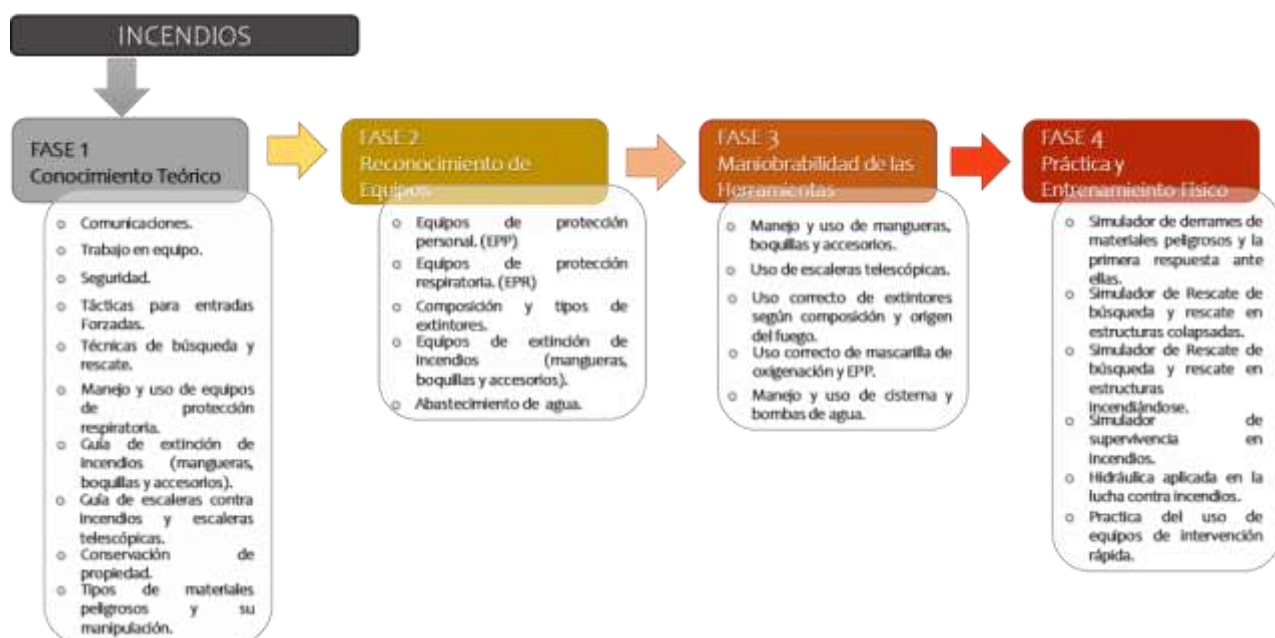 INCENDIOS
FASE 1
Conocimiento Teórico
o Comunicaciones.
o Trabajo en equipo.
o Seguridad.
o Tácticas para entradas
Forzadas.
o Técnicas de búsqueda y
rescate.
o Manejo y uso de equipos
de protección
respiratoria.
o Guía de extinción de
incendios (mangueras,
boquillas y accesorios).
o Guía de escaleras contra
incendios y escaleras
telescópicas.
o Conservación de
propiedad.
o Tipos de materiales
peligrosos y su
manipulación.
FASE 2
Reconocimiento de
Equipos
o Equipos de protección
personal. (EPP)
o Equipos de protección
respiratoria. (EPR)
o Composición y tipos de
extintores.
o Equipos de extinción de
incendios (mangueras,
boquillas y accesorios).
o Abastecimiento de agua.
FASE 3
Maniobrabilidad de las
Herramientas
o Manejo y uso de mangueras,
boquillas y accesorios.
o Uso de escaleras telescópicas.
o Uso correcto de extintores
según composición y origen
del fuego.
o Uso correcto de mascarilla de
oxigenación y EPP.
o Manejo y uso de cisterna y
bombas de agua.
FASE 4
Práctica y
Entrenamieinto Físico
o Simulador de derrames de
materiales peligrosos y la
primera respuesta ante
ellas.
o Simulador de Rescate de
búsqueda y rescate en
estructuras colapsadas.
o Simulador de Rescate de
búsqueda y rescate en
estructuras
incendiándose.
o Simulador de
supervivencia en
incendios.
o Hidráulica aplicada en la
lucha contra incendios.
o Practica del uso de
equipos de intervención
rápida.